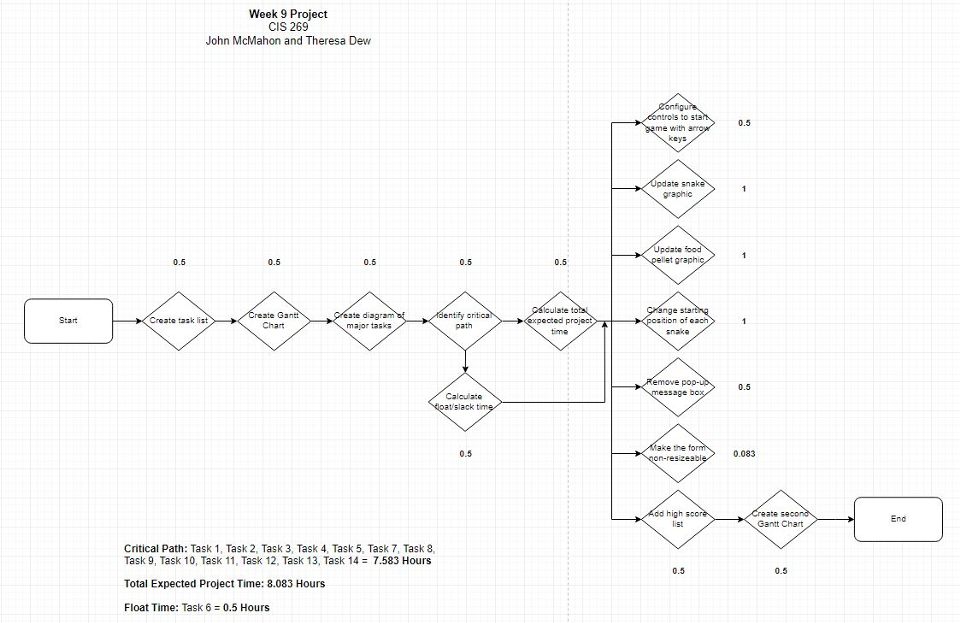 Week 9 Project
CIS 269
John McMahon and Theresa Dew
Configure
controls to start
game with arrow
keys
0.5
Update snake
graphic
1
Update food
pellet graphic
1
0.5
0.5
0.5
0.5
0.5
Start
Create task list
Create Gantt
Chart
Create diagram of
major tasks
Identify critical
path
Calculate total
expected project
time
Change starting
position of each
snake
1
Calculate
float/slack time
0.5
Remove pop-up
message box
0.5
Make the form
non-resizeable
0.083
Add high score
list
0.5
Create second
Gantt Chart
0.5
End
Critical Path: Task 1, Task 2, Task 3, Task 4, Task 5, Task 7, Task 8,
Task 9, Task 10, Task 11, Task 12, Task 13, Task 14 = 7.583 Hours
Total Expected Project Time: 8.083 Hours
Float Time: Task 6 = 0.5 Hours